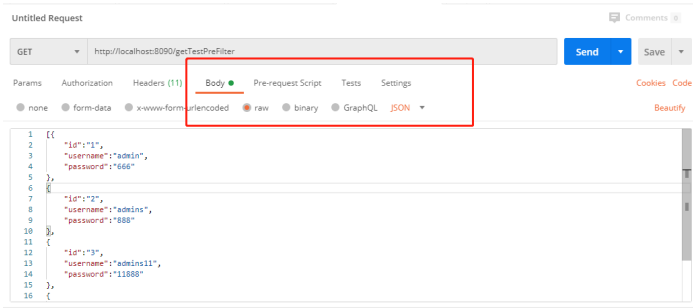 Untitled Request
Comments 0
GET http://localhost:8090/getTestPreFilter Send Save
Params Authorization Headers (11) Body Pre-request Script Tests Settings Cookies Code
none form-data x-www-form-urlencoded raw binary GraphQL JSON Beautify
1 [{
2 "id":"1",
3 "username":"admin",
4 "password":"666"
5 },
6 {
7 "id":"2",
8 "username":"admins",
9 "password":"888"
10 },
11 {
12 "id":"3",
13 "username":"admins11",
14 "password":"11888"
15 },
16 {